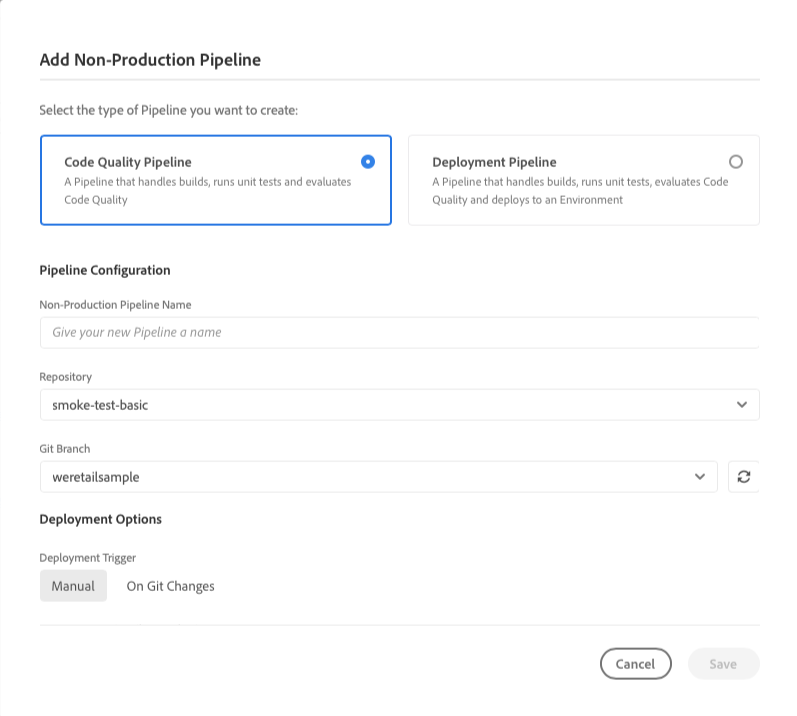 Add Non-Production Pipeline
Select the type of Pipeline you want to create:
Code Quality Pipeline
A Pipeline that handles builds, runs unit tests and evaluates
Code Quality
Deployment Pipeline
A Pipeline that handles builds, runs unit tests, evaluates Code
Quality and deploys to an Environment
Pipeline Configuration
Non-Production Pipeline Name
Give your new Pipeline a name
Repository
smoke-test-basic
Git Branch
weretailsample
Deployment Options
Deployment Trigger
Manual On Git Changes
Cancel Save